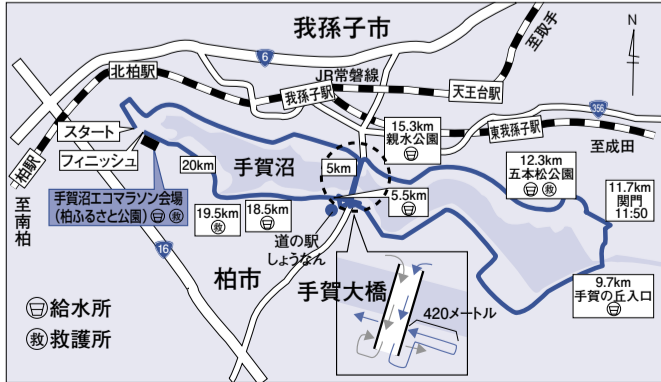 我孫子市
N
至取手
6
北柏駅
JR常磐線
我孫子駅
天王台駅
356
スタート
15.3km
親水公園
東我孫子駅
至成田
柏駅
フィニッシュ
20km
手賀沼
5km
12.3km
五本松公園
救
11.7km
関門
11:50
至南柏
手賀沼エコマラソン会場
(柏ふるさと公園) 救
5.5km
19.5km
救
18.5km
道の駅
しょうなん
16
柏市
手賀大橋
9.7km
手賀の丘入口
420メートル
給水所
救 救護所